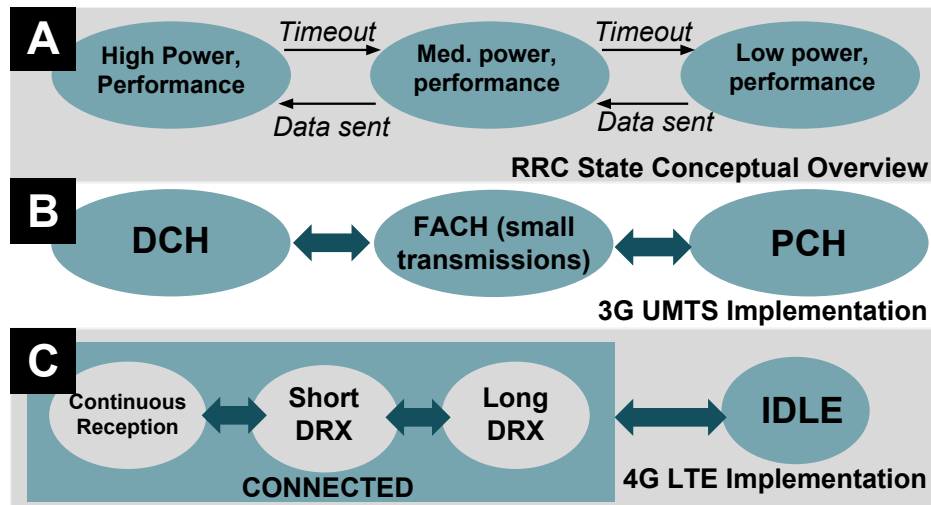 A
High Power,
Performance
Timeout
Data sent
Med. power,
performance
Timeout
Data sent
Low power,
performance
RRC State Conceptual Overview
B
DCH
FACH (small
transmissions)
PCH
3G UMTS Implementation
C
Continuous
Reception
Short
DRX
Long
DRX
CONNECTED
IDLE
4G LTE Implementation